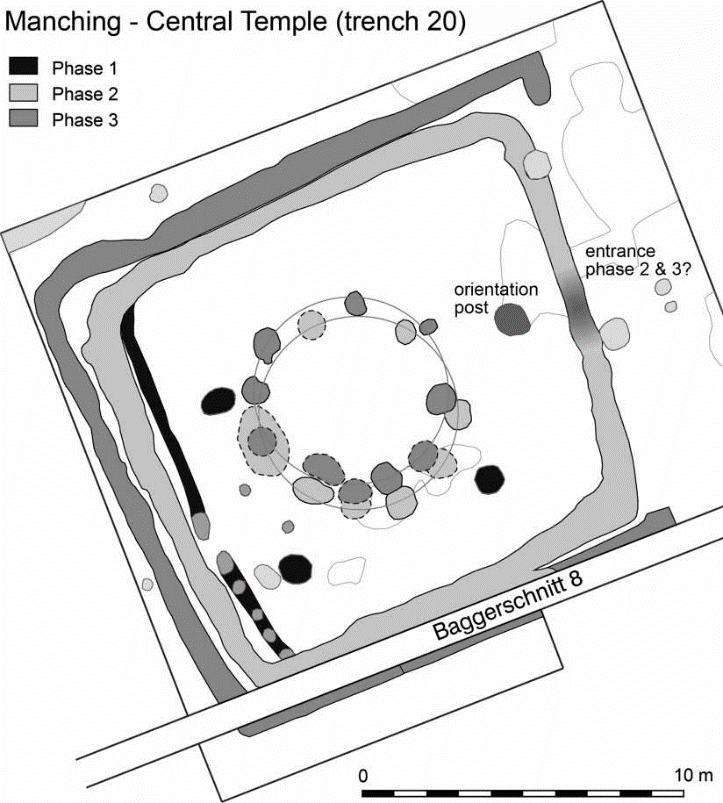 Manching - Central Temple (trench 20)
Phase 1
Phase 2
Phase 3
entrance
phase 2 & 3?
orientation
post
Baggerschnitt 8
0
10 m